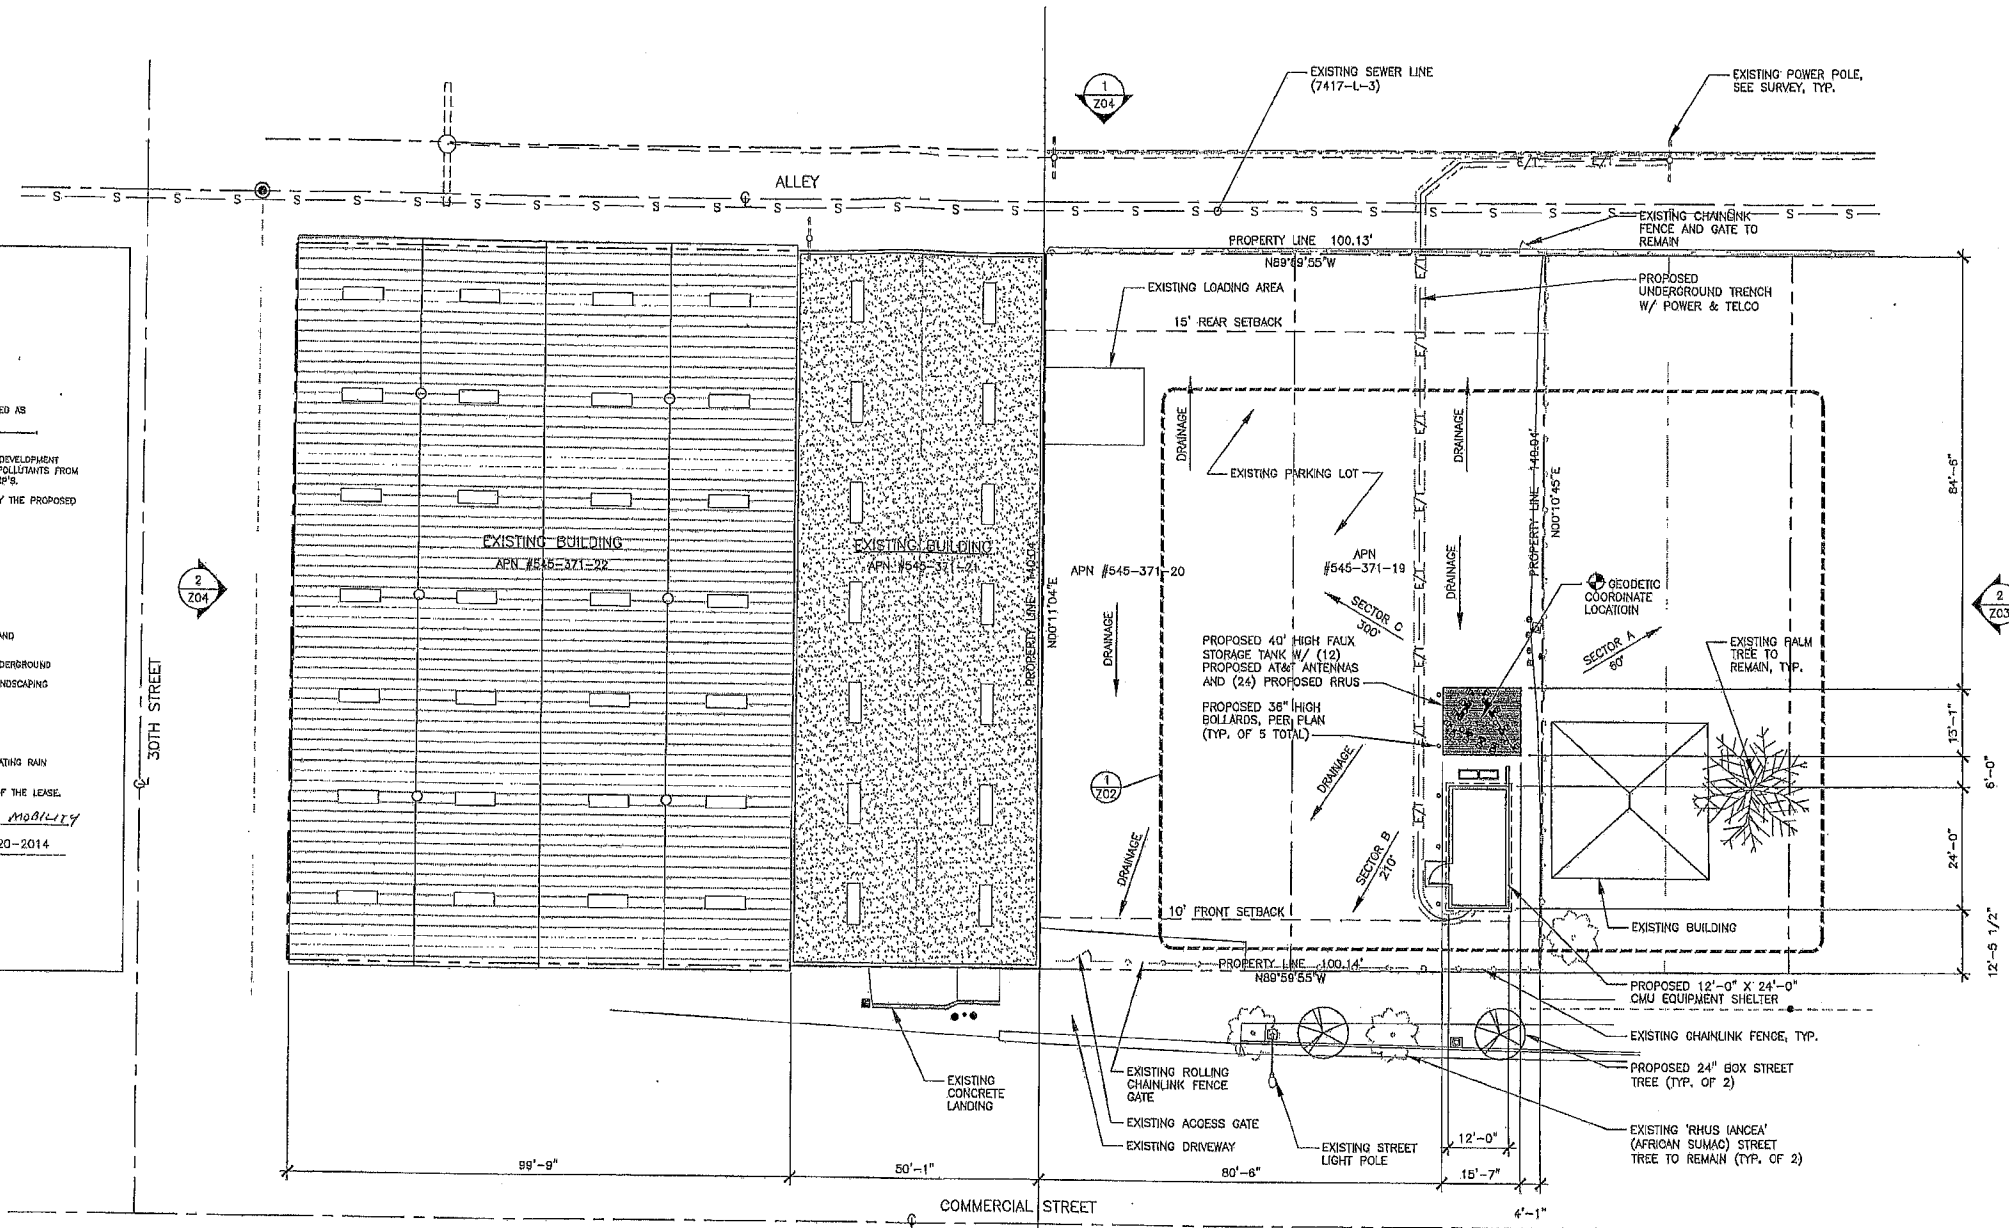 EXISTING SEWER LINE
(7417-L-3)
EXISTING POWER POLE,
SEE SURVEY, TYP.
1
Z04
ALLEY
S S S S S S S S S S S S S S S S S S S S S S S S S S S S S
E/T E/T
EXISTING CHAINLINK
FENCE AND GATE TO
REMAIN
PROPERTY LINE 100.13'
N89°59'55"W
PROPOSED
UNDERGROUND TRENCH
W/ POWER & TELCO
EXISTING LOADING AREA
15' REAR SETBACK
DRAINAGE
DRAINAGE
EXISTING PARKING LOT
PROPERTY LINE 140.04'
N00°10'45"E
84'-6"
ED AS
DEVELOPMENT
POLLUTANTS FROM
Y THE PROPOSED
EXISTING BUILDING
APN #545-371-22
EXISTING BUILDING
APN #545-371-21
PROPERTY LINE 140.04'
N00°11'04"E
APN #545-371-20
APN
#545-371-19
DRAINAGE
DRAINAGE
GEODETIC
COORDINATE
LOCATION
2
Z04
2
Z03
SECTOR C
300°
SECTOR A
60°
PROPOSED 40' HIGH FAUX
STORAGE TANK W/ (12)
PROPOSED AT&T ANTENNAS
AND (24) PROPOSED RRUS
PROPOSED 36" HIGH
BOLLARDS, PER PLAN
(TYP. OF 5 TOTAL)
EXISTING PALM
TREE TO
REMAIN, TYP.
AND
DERGROUND
NDSCAPING
30TH STREET
ATING RAIN
F THE LEASE.
MOBILITY
20-2014
13'-1"
6'-0"
24'-0"
12'-5 1/2"
1
Z02
DRAINAGE
DRAINAGE
SECTOR B
210°
10' FRONT SETBACK
EXISTING BUILDING
PROPERTY LINE 100.14'
N89°59'55"W
PROPOSED 12'-0" X 24'-0"
CMU EQUIPMENT SHELTER
EXISTING CHAINLINK FENCE, TYP.
PROPOSED 24" BOX STREET
TREE (TYP. OF 2)
EXISTING 'RHUS lANCEA'
(AFRICAN SUMAC) STREET
TREE TO REMAIN (TYP. OF 2)
EXISTING
CONCRETE
LANDING
EXISTING ROLLING
CHAINLINK FENCE
GATE
EXISTING ACCESS GATE
EXISTING DRIVEWAY
EXISTING STREET
LIGHT POLE
12'-0"
99'-9"
50'-1"
80'-6"
15'-7"
4'-1"
COMMERCIAL STREET